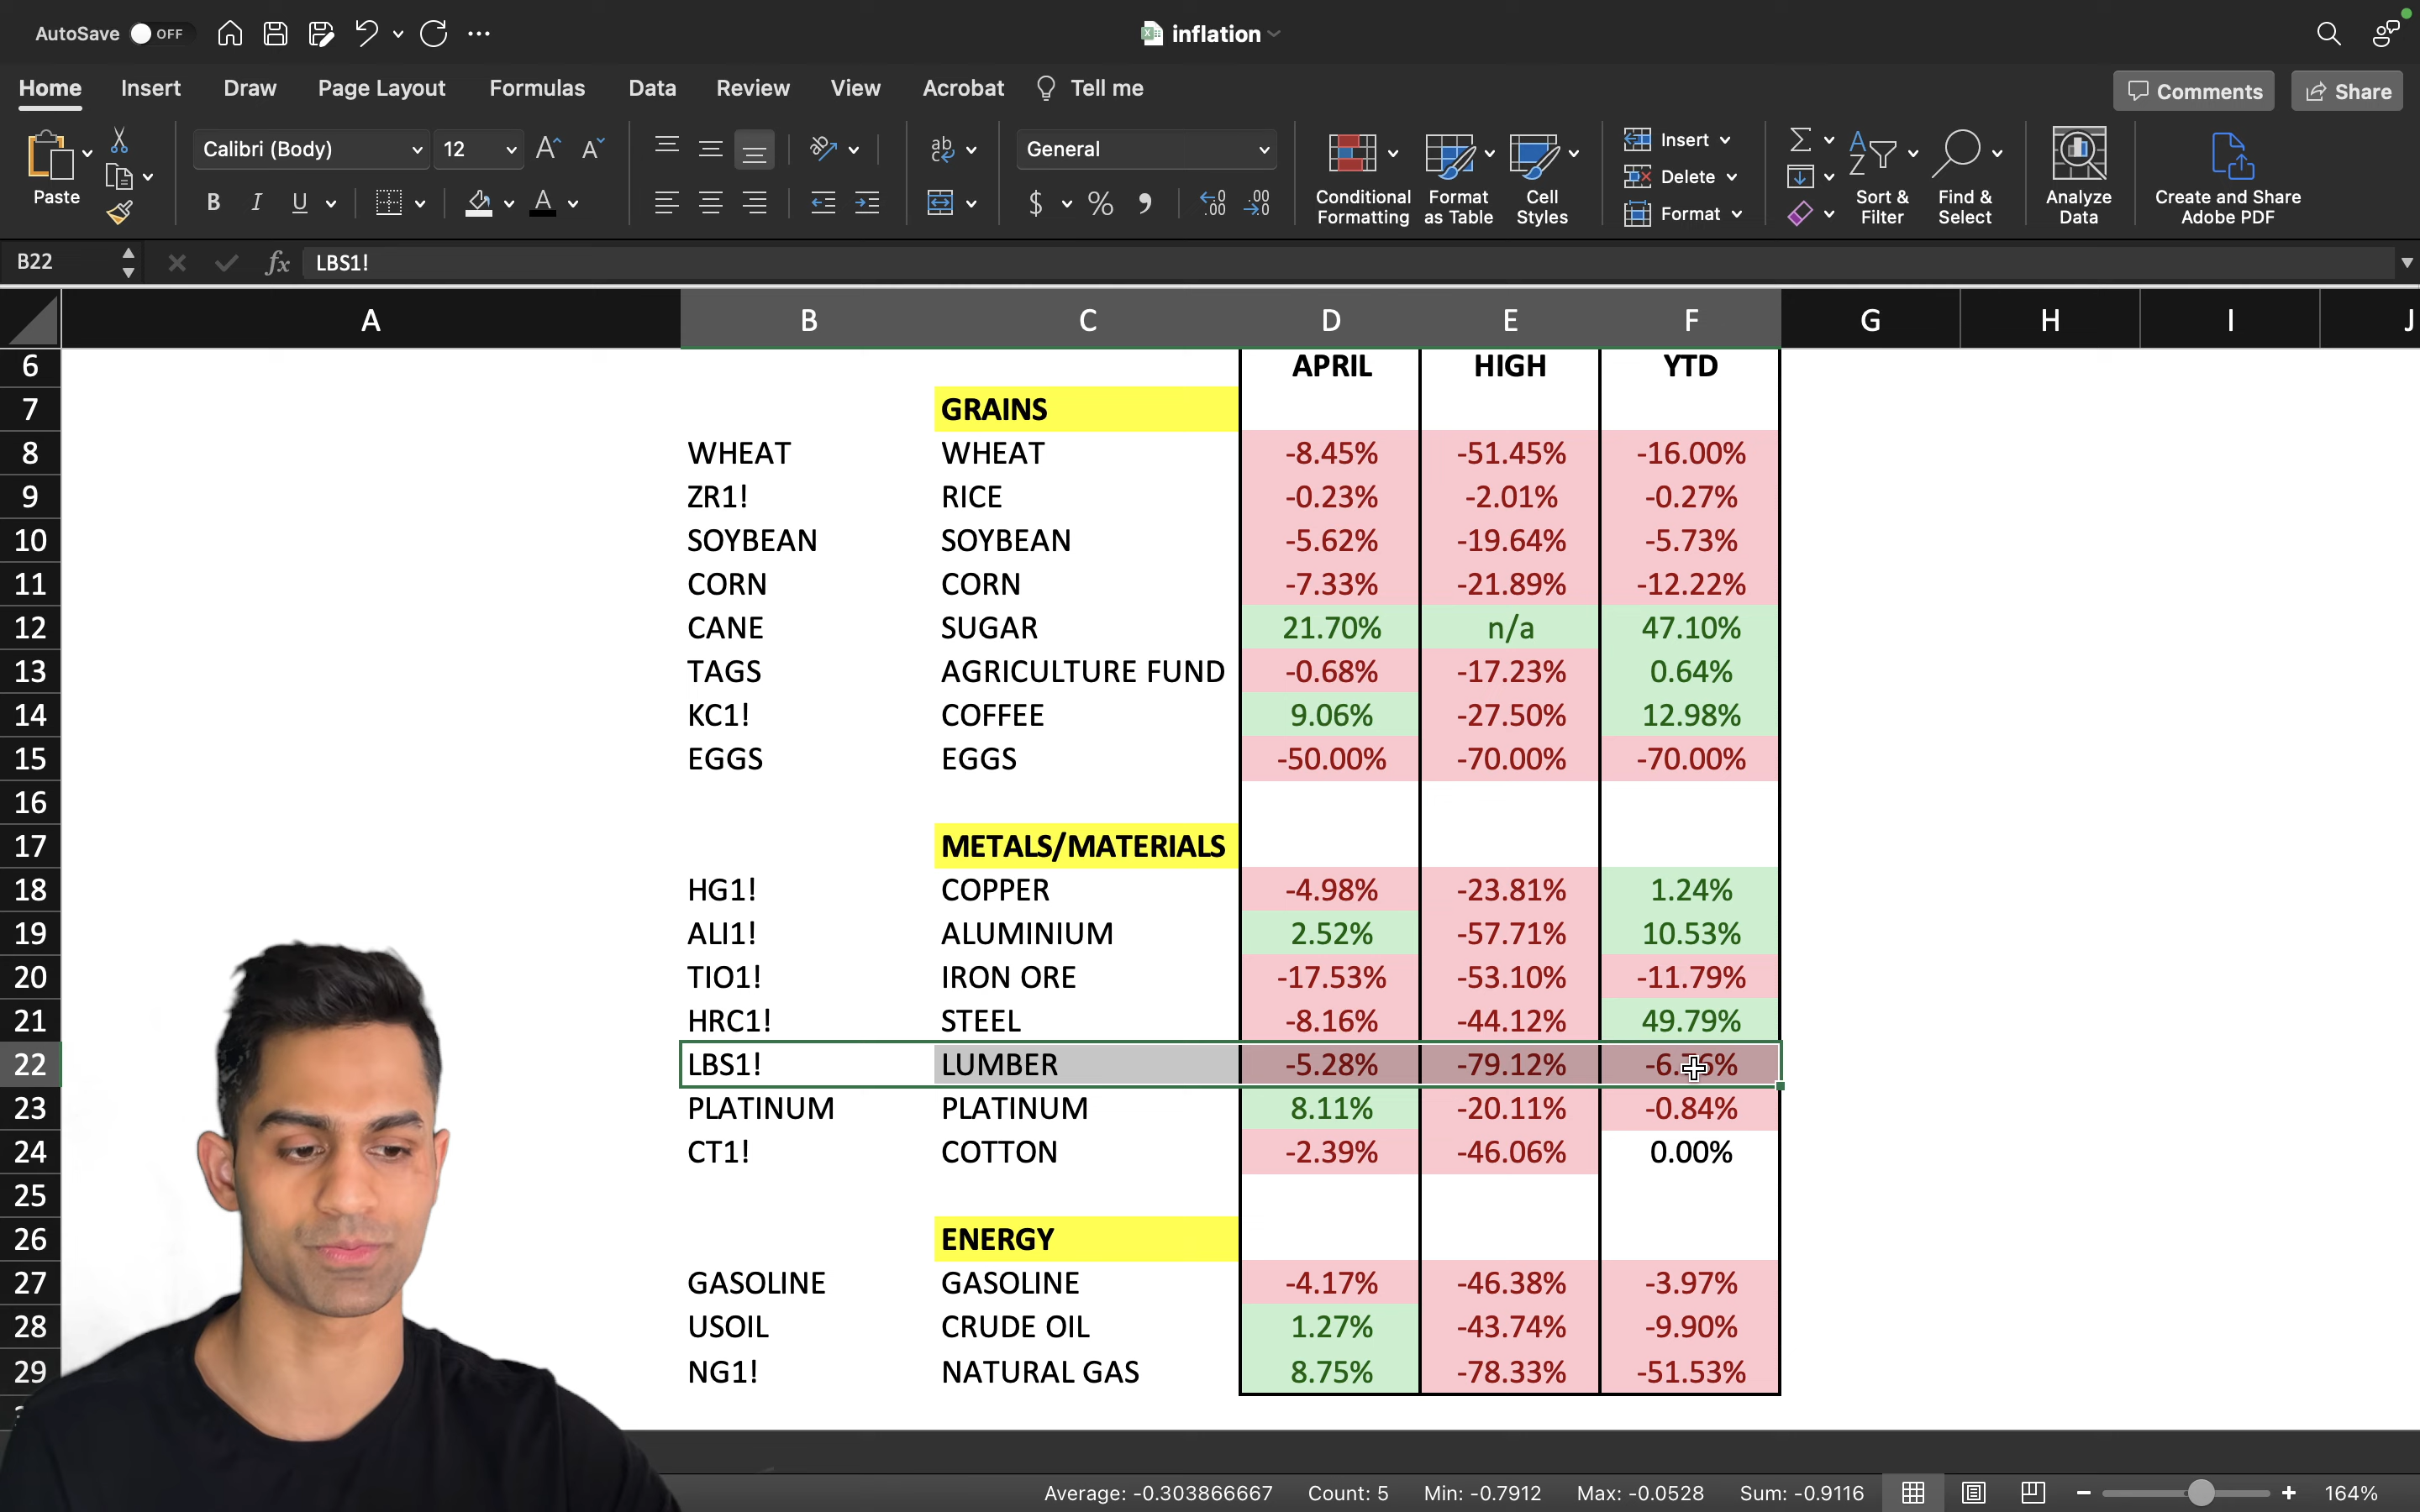 AutoSave OFF
inflation
Home Insert Draw Page Layout Formulas Data Review View Acrobat Tell me
Comments Share
Paste
Calibri (Body) 12
B I U A
General
$ % 9
Conditional Formatting
Format as Table
Cell Styles
Insert
Delete
Format
Sort & Filter
Find & Select
Analyze Data
Create and Share Adobe PDF
B22 fx LBS1!
A B C D E F G H I J
6 APRIL HIGH YTD
7 GRAINS
8 WHEAT WHEAT -8.45% -51.45% -16.00%
9 ZR1! RICE -0.23% -2.01% -0.27%
10 SOYBEAN SOYBEAN -5.62% -19.64% -5.73%
11 CORN CORN -7.33% -21.89% -12.22%
12 CANE SUGAR 21.70% n/a 47.10%
13 TAGS AGRICULTURE FUND -0.68% -17.23% 0.64%
14 KC1! COFFEE 9.06% -27.50% 12.98%
15 EGGS EGGS -50.00% -70.00% -70.00%
16
17 METALS/MATERIALS
18 HG1! COPPER -4.98% -23.81% 1.24%
19 ALI1! ALUMINIUM 2.52% -57.71% 10.53%
20 TIO1! IRON ORE -17.53% -53.10% -11.79%
21 HRC1! STEEL -8.16% -44.12% 49.79%
22 LBS1! LUMBER -5.28% -79.12%
23 PLATINUM PLATINUM 8.11% -20.11% -0.84%
24 CT1! COTTON -2.39% -46.06% 0.00%
25
26 ENERGY
27 GASOLINE GASOLINE -4.17% -46.38% -3.97%
28 USOIL CRUDE OIL 1.27% -43.74% -9.90%
29 NG1! NATURAL GAS 8.75% -78.33% -51.53%
Average: -0.303866667 Count: 5 Min: -0.7912 Max: -0.0528 Sum: -0.9116 164%